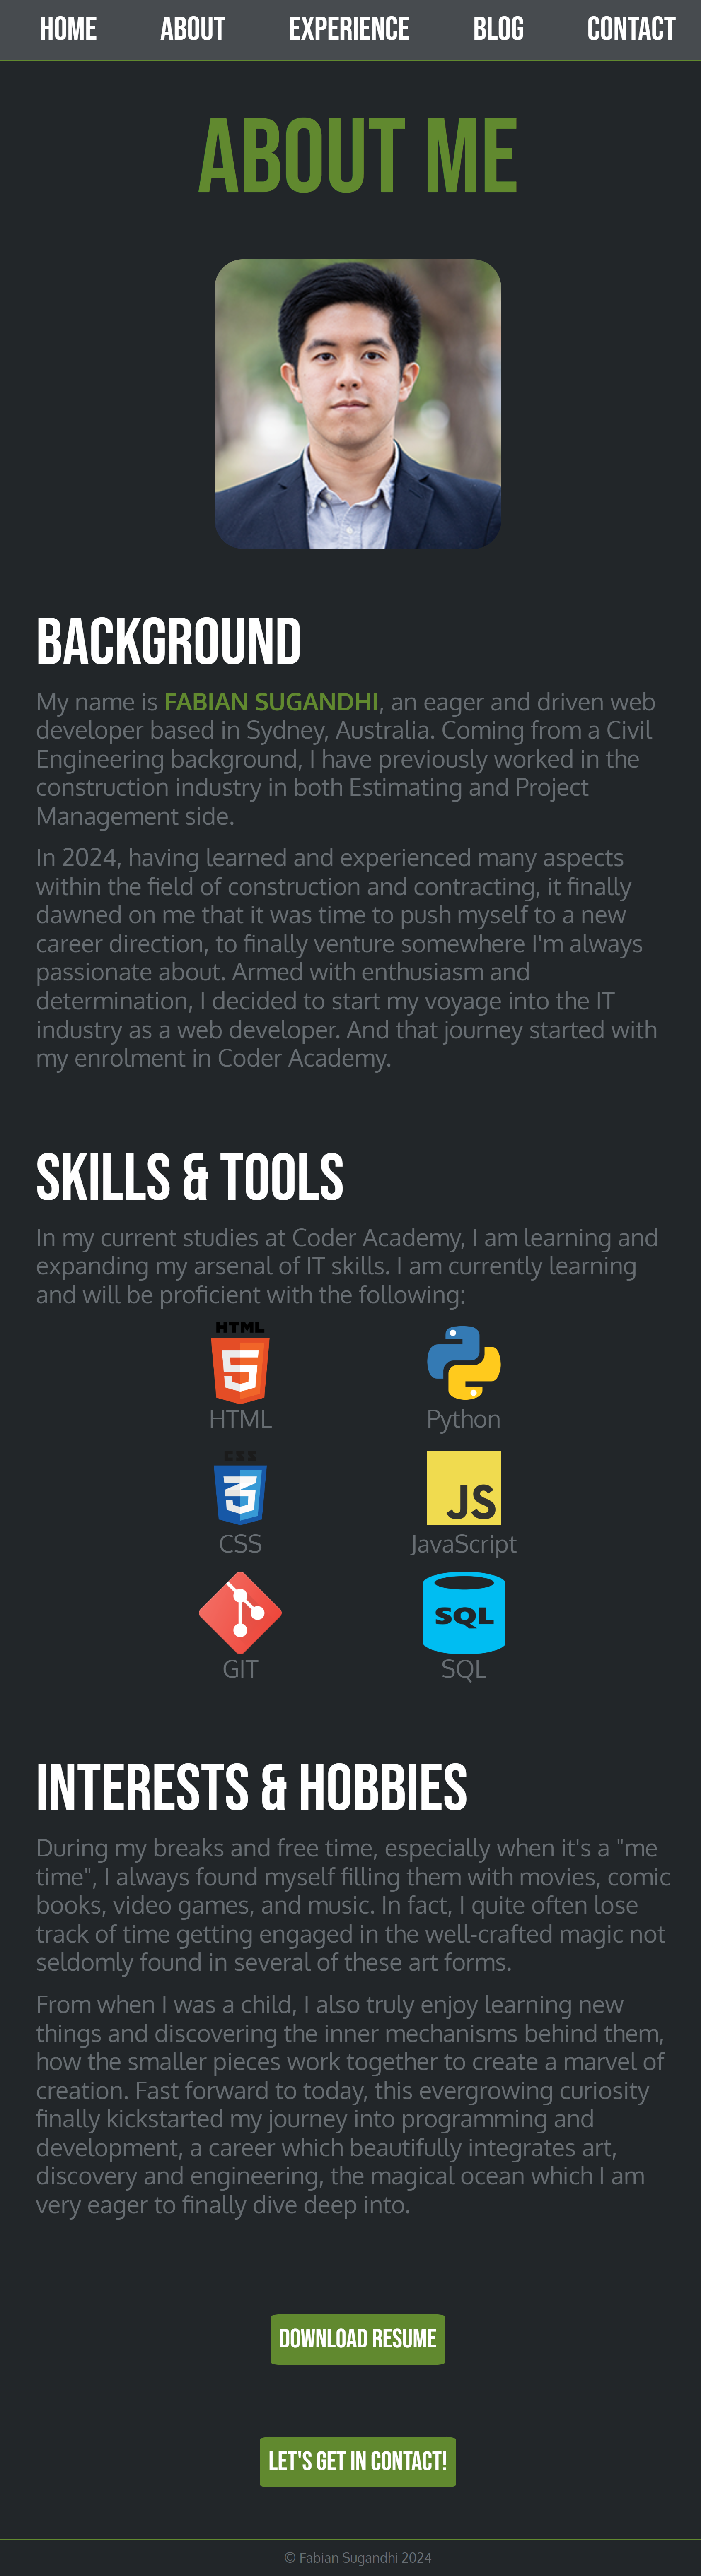 HOME ABOUT EXPERIENCE BLOG CONTACT
ABOUT ME
BACKGROUND
My name is FABIAN SUGANDHI, an eager and driven web
developer based in Sydney, Australia. Coming from a Civil
Engineering background, I have previously worked in the
construction industry in both Estimating and Project
Management side.
In 2024, having learned and experienced many aspects
within the field of construction and contracting, it finally
dawned on me that it was time to push myself to a new
career direction, to finally venture somewhere I'm always
passionate about. Armed with enthusiasm and
determination, I decided to start my voyage into the IT
industry as a web developer. And that journey started with
my enrolment in Coder Academy.
SKILLS & TOOLS
In my current studies at Coder Academy, I am learning and
expanding my arsenal of IT skills. I am currently learning
and will be proficient with the following:
HTML
5
HTML Python
CSS
3 JS
CSS JavaScript
SQL
GIT SQL
INTERESTS & HOBBIES
During my breaks and free time, especially when it's a "me
time", I always found myself filling them with movies, comic
books, video games, and music. In fact, I quite often lose
track of time getting engaged in the well-crafted magic not
seldomly found in several of these art forms.
From when I was a child, I also truly enjoy learning new
things and discovering the inner mechanisms behind them,
how the smaller pieces work together to create a marvel of
creation. Fast forward to today, this evergrowing curiosity
finally kickstarted my journey into programming and
development, a career which beautifully integrates art,
discovery and engineering, the magical ocean which I am
very eager to finally dive deep into.
DOWNLOAD RESUME
LET'S GET IN CONTACT!
© Fabian Sugandhi 2024